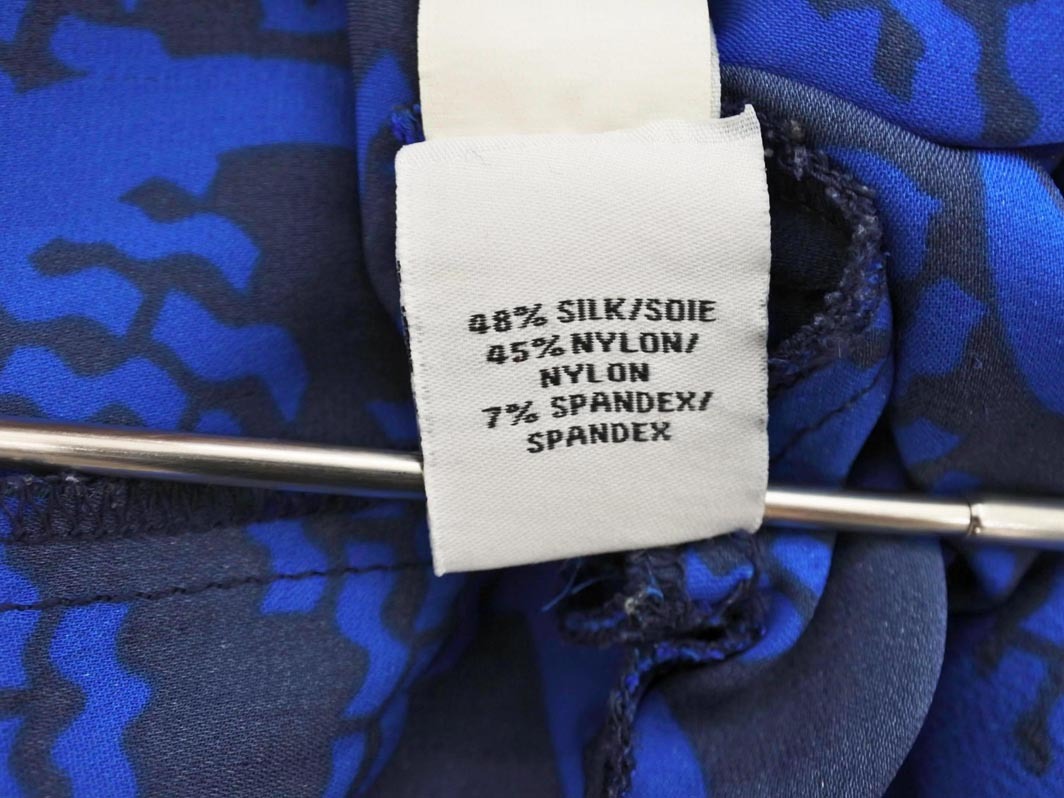 48% SILK/SOIE
45% NYLON/
NYLON
7% SPANDEX/
SPANDEX